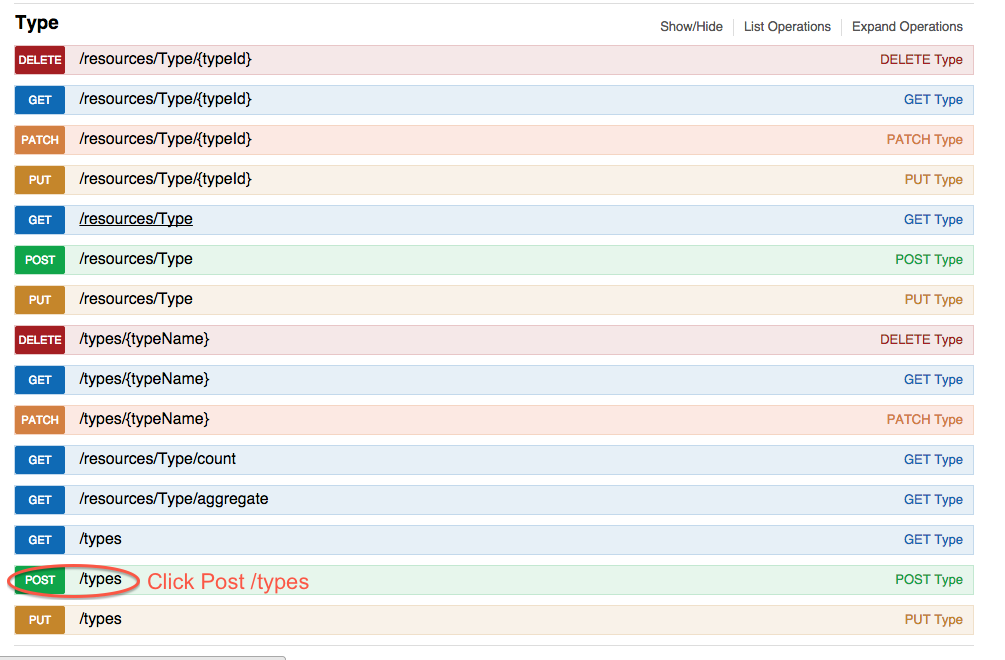 Type Show/Hide List Operations Expand Operations
DELETE /resources/Type/{typeId} DELETE Type
GET /resources/Type/{typeId} GET Type
PATCH /resources/Type/{typeId} PATCH Type
PUT /resources/Type/{typeId} PUT Type
GET /resources/Type GET Type
POST /resources/Type POST Type
PUT /resources/Type PUT Type
DELETE /types/{typeName} DELETE Type
GET /types/{typeName} GET Type
PATCH /types/{typeName} PATCH Type
GET /resources/Type/count GET Type
GET /resources/Type/aggregate GET Type
GET /types GET Type
POST /types Click Post /types POST Type
PUT /types PUT Type